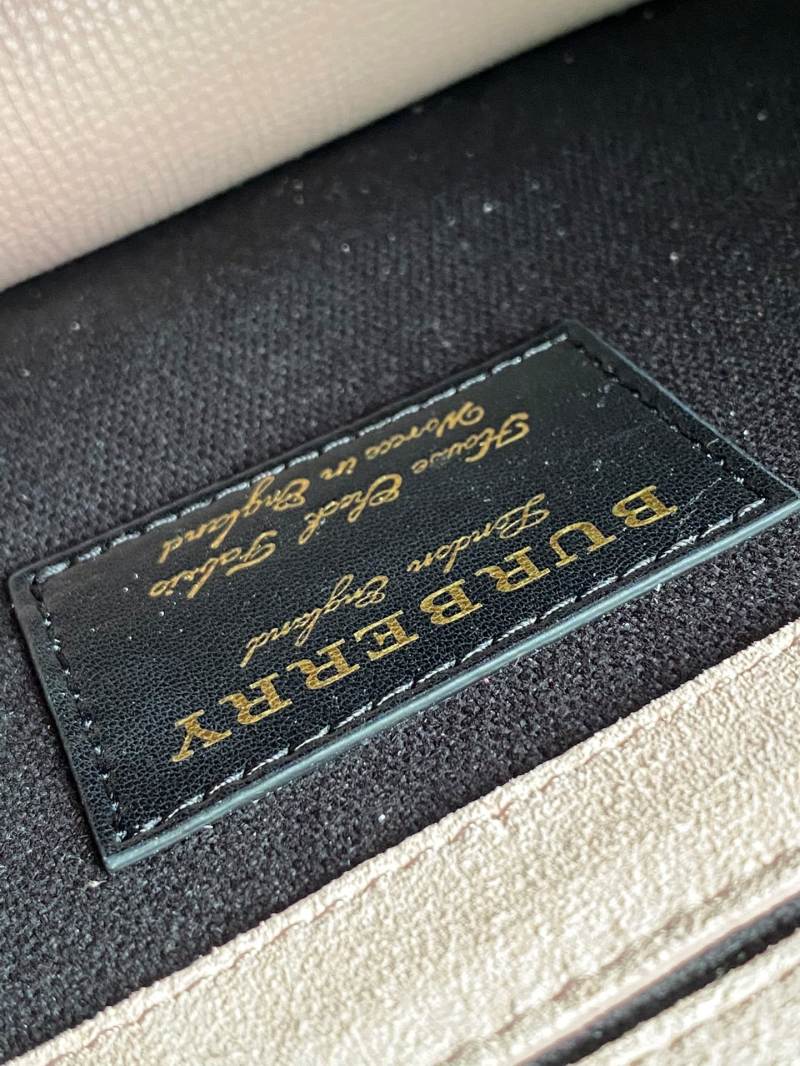 BURBERRY
London England
House Check Fabric
Woven in England